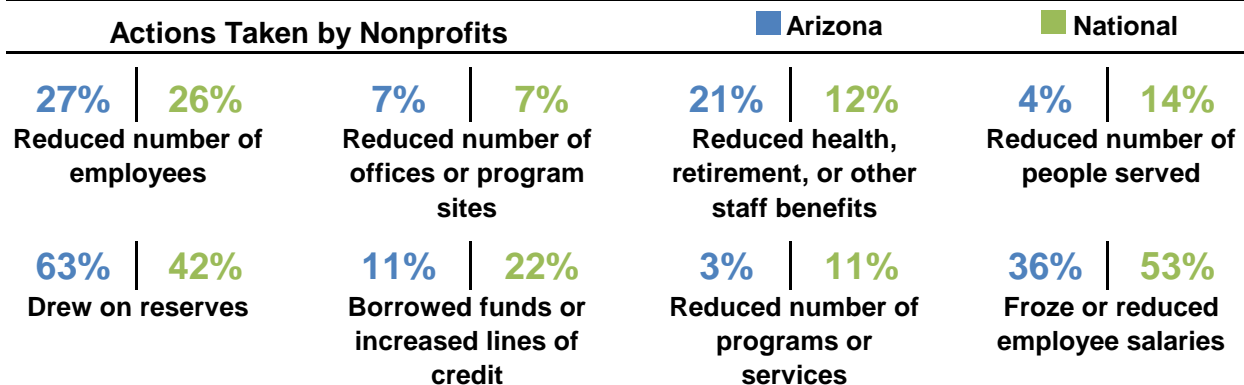 Actions Taken by Nonprofits Arizona National
27% 26% 7% 7% 21% 12% 4% 14%
Reduced number of Reduced number of Reduced health, Reduced number of
employees offices or program retirement, or other people served
sites staff benefits
63% 42% 11% 22% 3% 11% 36% 53%
Drew on reserves Borrowed funds or Reduced number of Froze or reduced
increased lines of programs or employee salaries
credit services